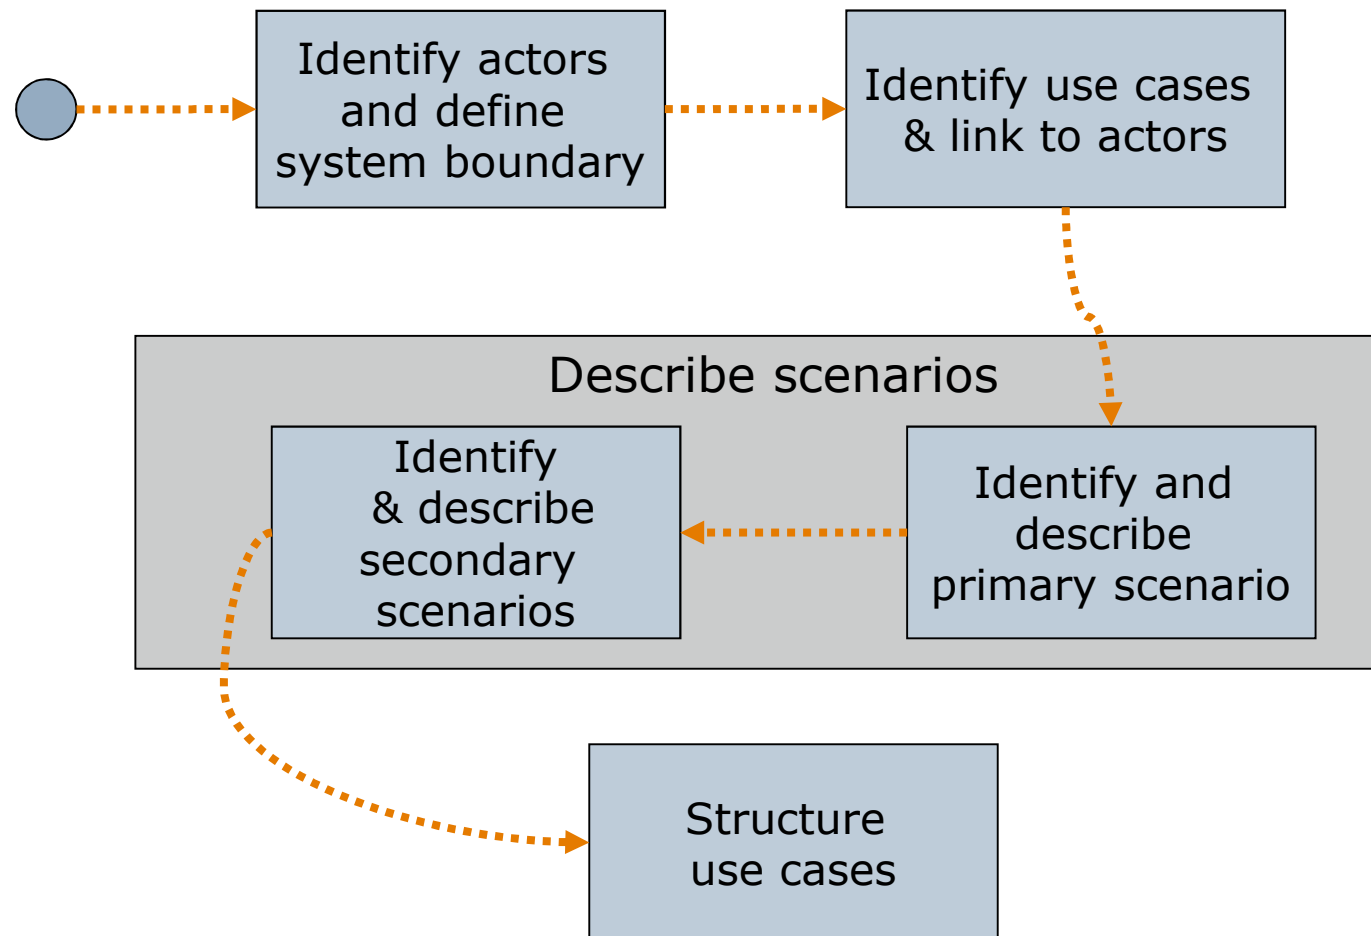 Identify actors
and define
system boundary
Identify use cases
& link to actors
Describe scenarios
Identify and
describe
primary scenario
Identify
& describe
secondary
scenarios
Structure
use cases